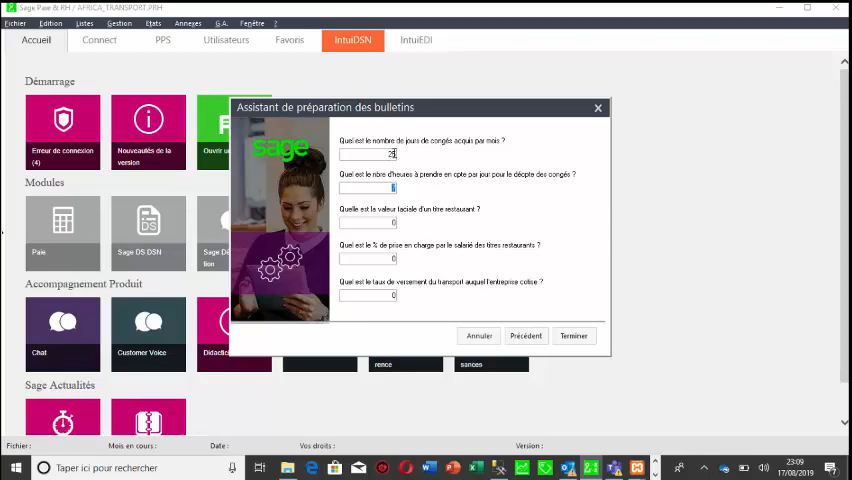 Sage Paie & RH / AFRICA_TRANSPORT.PRH
Fichier Edition Listes Gestion Etats Annexes G.A. Fenêtre ?
Accueil Connect PPS Utilisateurs Favoris IntuiDSN IntuiEDI
Démarrage
Erreur de connexion (4)
Nouveautés de la version
Ouvrir un
Modules
Paie
Sage DS DSN
tion
Accompagnement Produit
Chat
Customer Voice
Didactic
rence
sances
Sage Actualités
Assistant de préparation des bulletins
sage
Quel est le nombre de jours de congés acquis par mois ?
Quel est le nbre d'heures à prendre en cpte par jour pour le décpte des congés ?
Quelle est la valeur faciale d'un titre restaurant ?
0
Quel est le % de prise en charge par le salarié des titres restaurants ?
0
Quel est le taux de versement du transport auquel l'entreprise cotise ?
0
Annuler Précédent Terminer
Fichier : Mois en cours : Date : Vos droits : Version :
Taper ici pour rechercher
23:09
17/08/2019